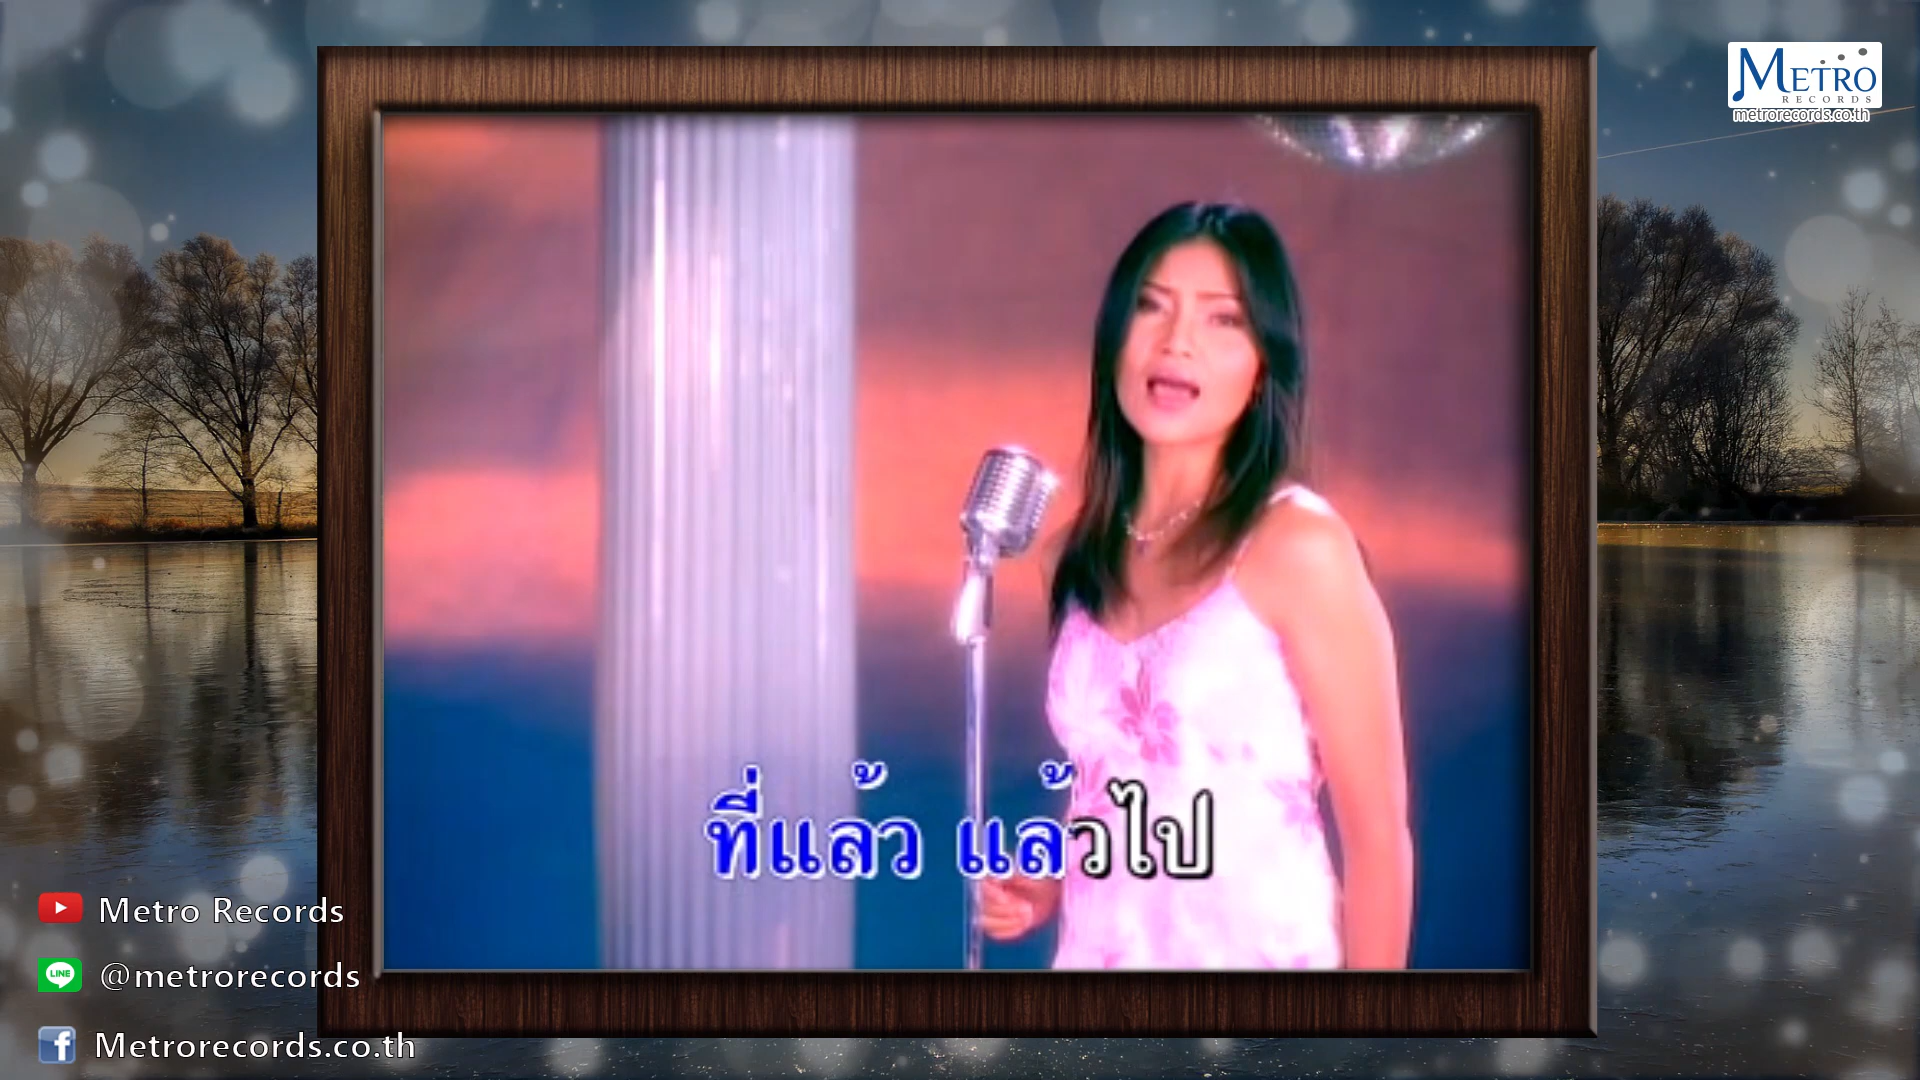 METRO
RECORDS
metrorecords.co.th
ที่แล้ว แล้วไป
Metro Records
LINE
@metrorecords
f
Metrorecords.co.th